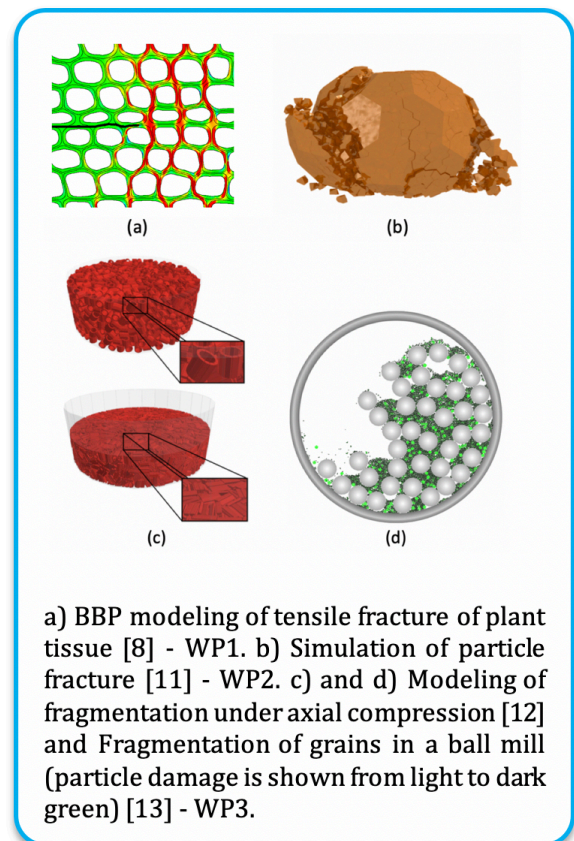 (a)
(b)
(c)
(d)
a) BBP modeling of tensile fracture of plant
tissue [8] - WP1. b) Simulation of particle
fracture [11] - WP2. c) and d) Modeling of
fragmentation under axial compression [12]
and Fragmentation of grains in a ball mill
(particle damage is shown from light to dark
green) [13] - WP3.